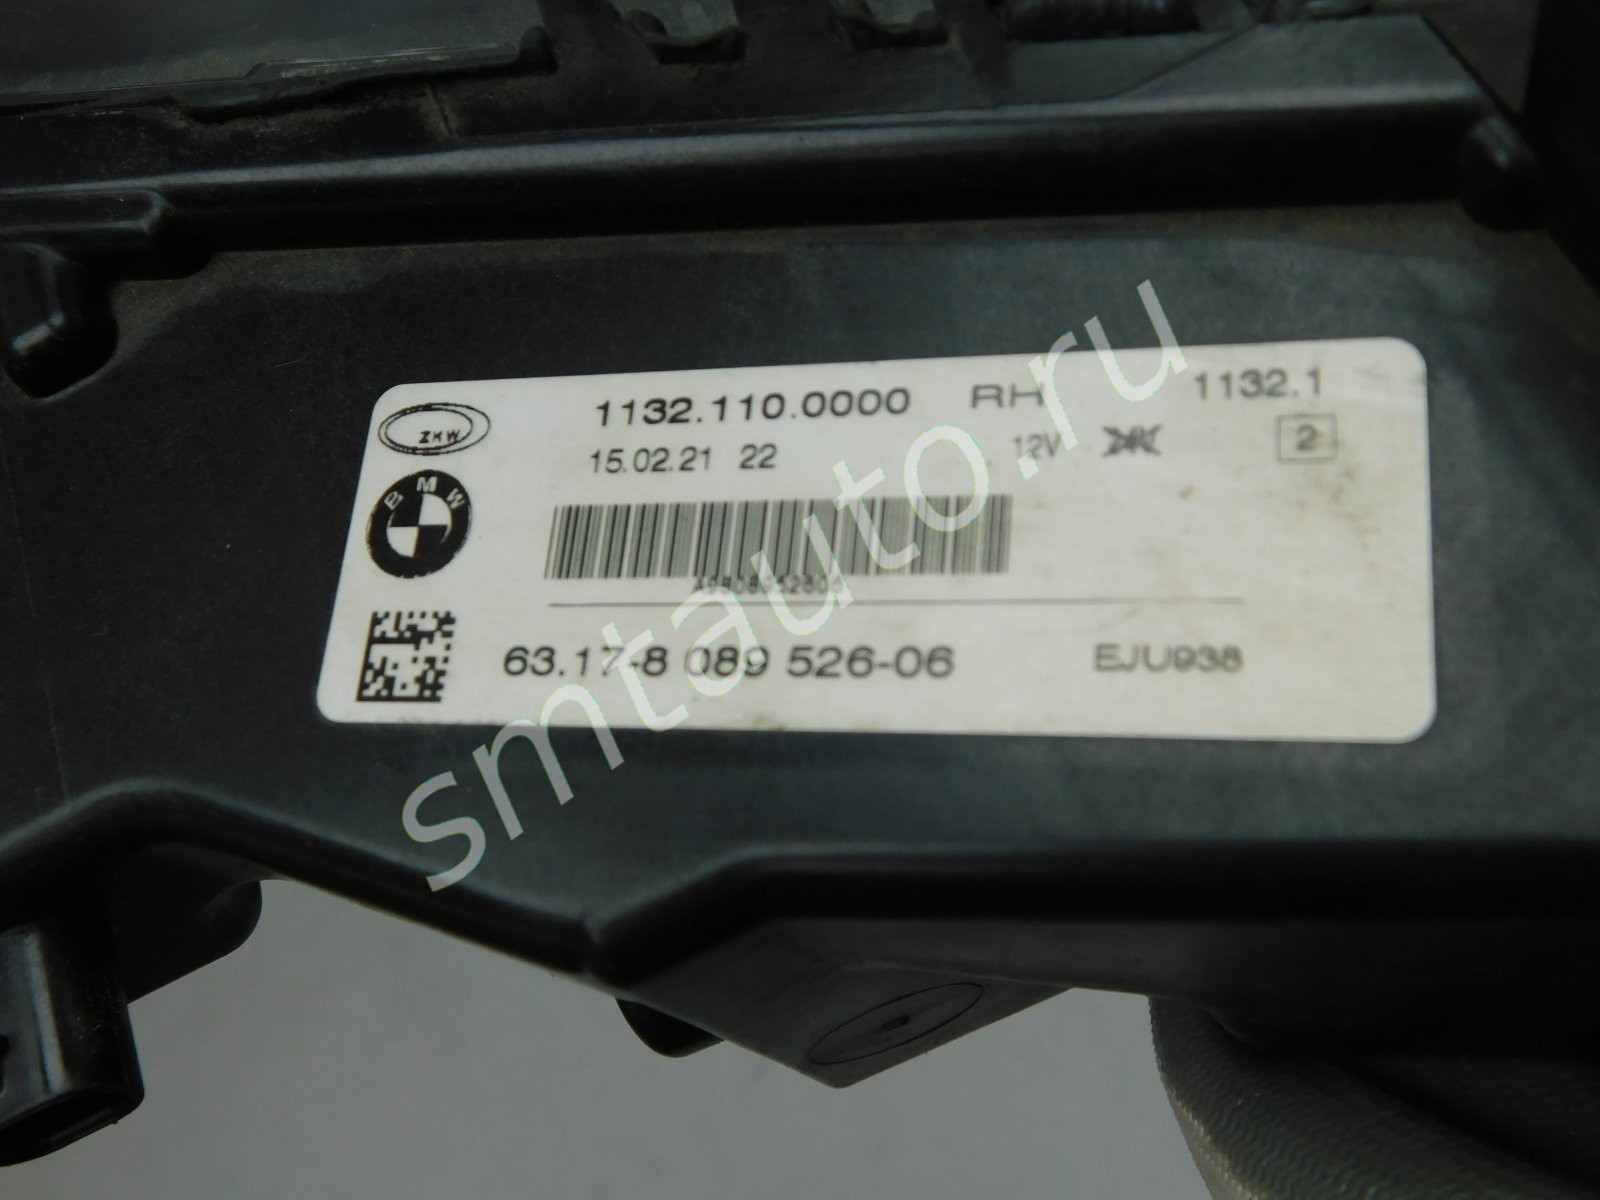 1132.110.0000 RH 1132.1
ZKW
15.02.21 22 12V 2
BMW
63.17-8 089 526-06 EJU938
smtauto.ru